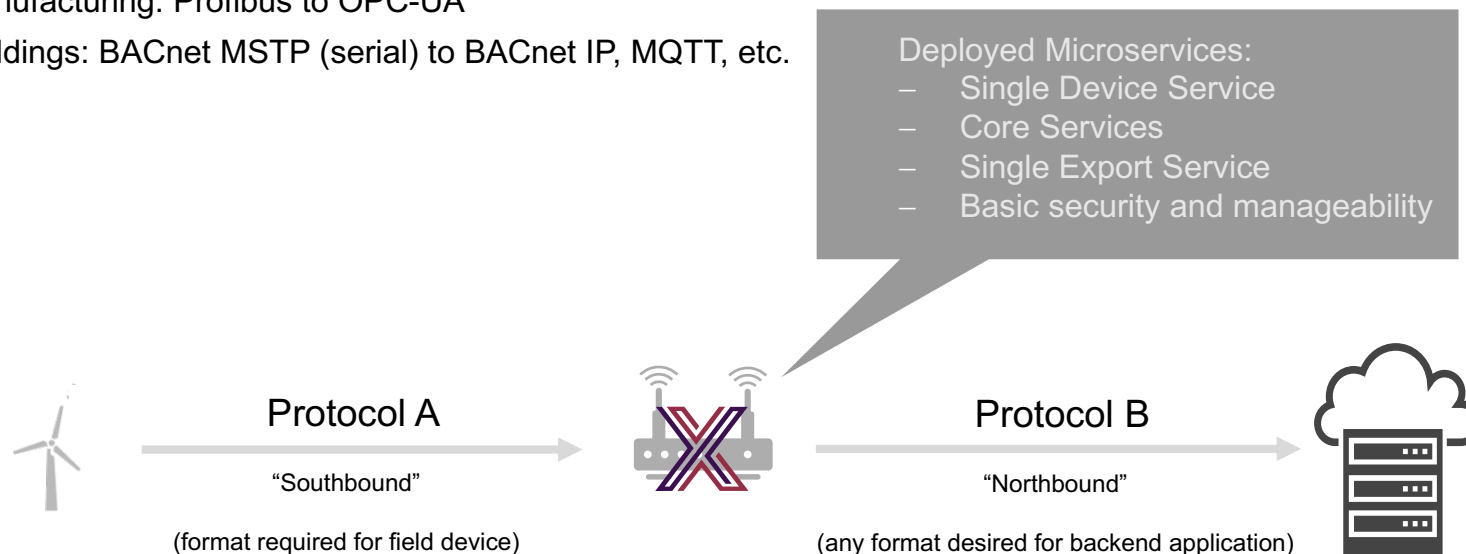 nufacturing: Profibus to OPC-UA
ldings: BACnet MSTP (serial) to BACnet IP, MQTT, etc.
Deployed Microservices:
– Single Device Service
– Core Services
– Single Export Service
– Basic security and manageability
Protocol A
“Southbound”
(format required for field device)
Protocol B
“Northbound”
(any format desired for backend application)